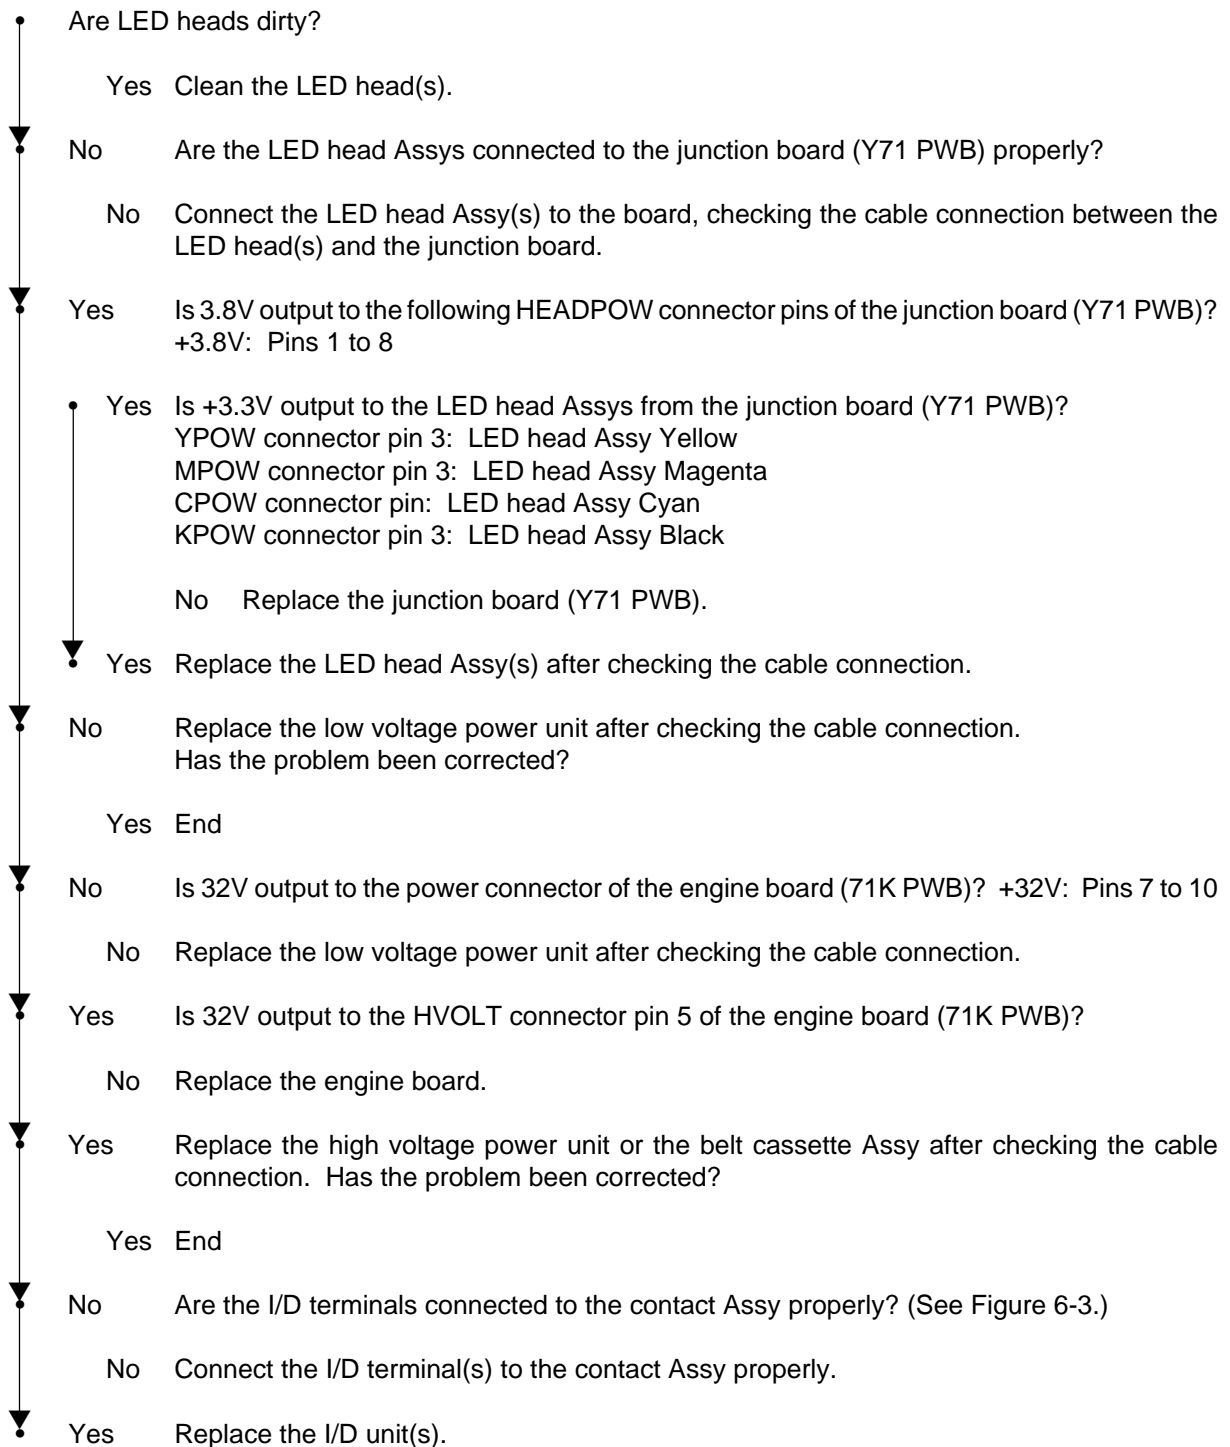 Are LED heads dirty?
Yes Clean the LED head(s).
No Are the LED head Assys connected to the junction board (Y71 PWB) properly?
No Connect the LED head Assy(s) to the board, checking the cable connection between the
LED head(s) and the junction board.
Yes Is 3.8V output to the following HEADPOW connector pins of the junction board (Y71 PWB)?
+3.8V: Pins 1 to 8
Yes Is +3.3V output to the LED head Assys from the junction board (Y71 PWB)?
YPOW connector pin 3: LED head Assy Yellow
MPOW connector pin 3: LED head Assy Magenta
CPOW connector pin: LED head Assy Cyan
KPOW connector pin 3: LED head Assy Black
No Replace the junction board (Y71 PWB).
Yes Replace the LED head Assy(s) after checking the cable connection.
No Replace the low voltage power unit after checking the cable connection.
Has the problem been corrected?
Yes End
No Is 32V output to the power connector of the engine board (71K PWB)? +32V: Pins 7 to 10
No Replace the low voltage power unit after checking the cable connection.
Yes Is 32V output to the HVOLT connector pin 5 of the engine board (71K PWB)?
No Replace the engine board.
Yes Replace the high voltage power unit or the belt cassette Assy after checking the cable
connection. Has the problem been corrected?
Yes End
No Are the I/D terminals connected to the contact Assy properly? (See Figure 6-3.)
No Connect the I/D terminal(s) to the contact Assy properly.
Yes Replace the I/D unit(s).